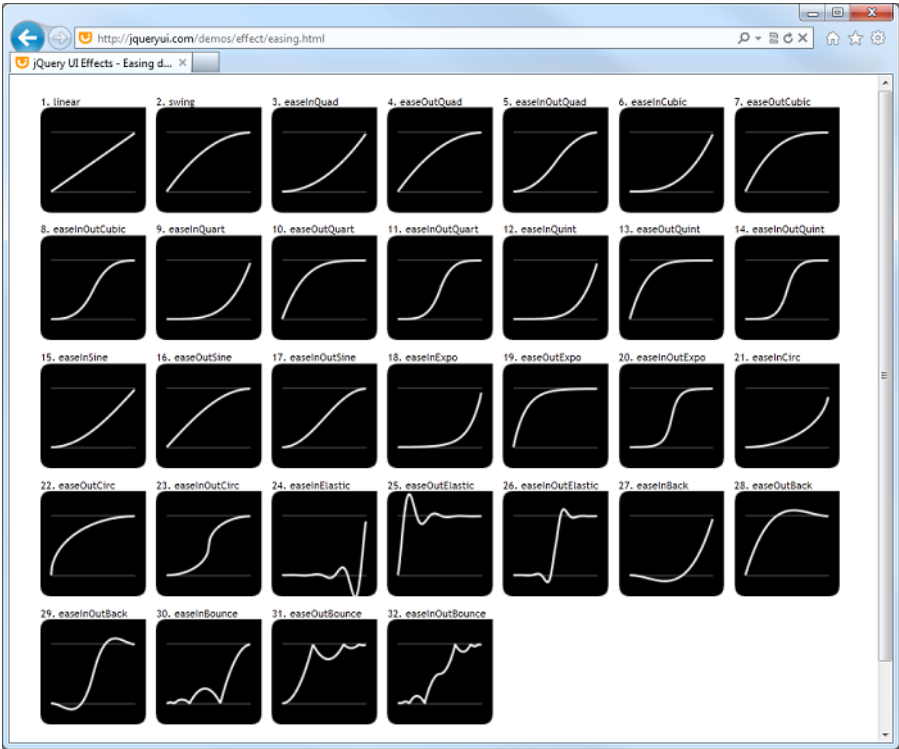 http://jqueryui.com/demos/effect/easing.html
jQuery UI Effects - Easing d...
1. linear
2. swing
3. easeInQuad
4. easeOutQuad
5. easeInOutQuad
6. easeInCubic
7. easeOutCubic
8. easeInOutCubic
9. easeInQuart
10. easeOutQuart
11. easeInOutQuart
12. easeInQuint
13. easeOutQuint
14. easeInOutQuint
15. easeInSine
16. easeOutSine
17. easeInOutSine
18. easeInExpo
19. easeOutExpo
20. easeInOutExpo
21. easeInCirc
22. easeOutCirc
23. easeInOutCirc
24. easeInElastic
25. easeOutElastic
26. easeInOutElastic
27. easeInBack
28. easeOutBack
29. easeInOutBack
30. easeInBounce
31. easeOutBounce
32. easeInOutBounce